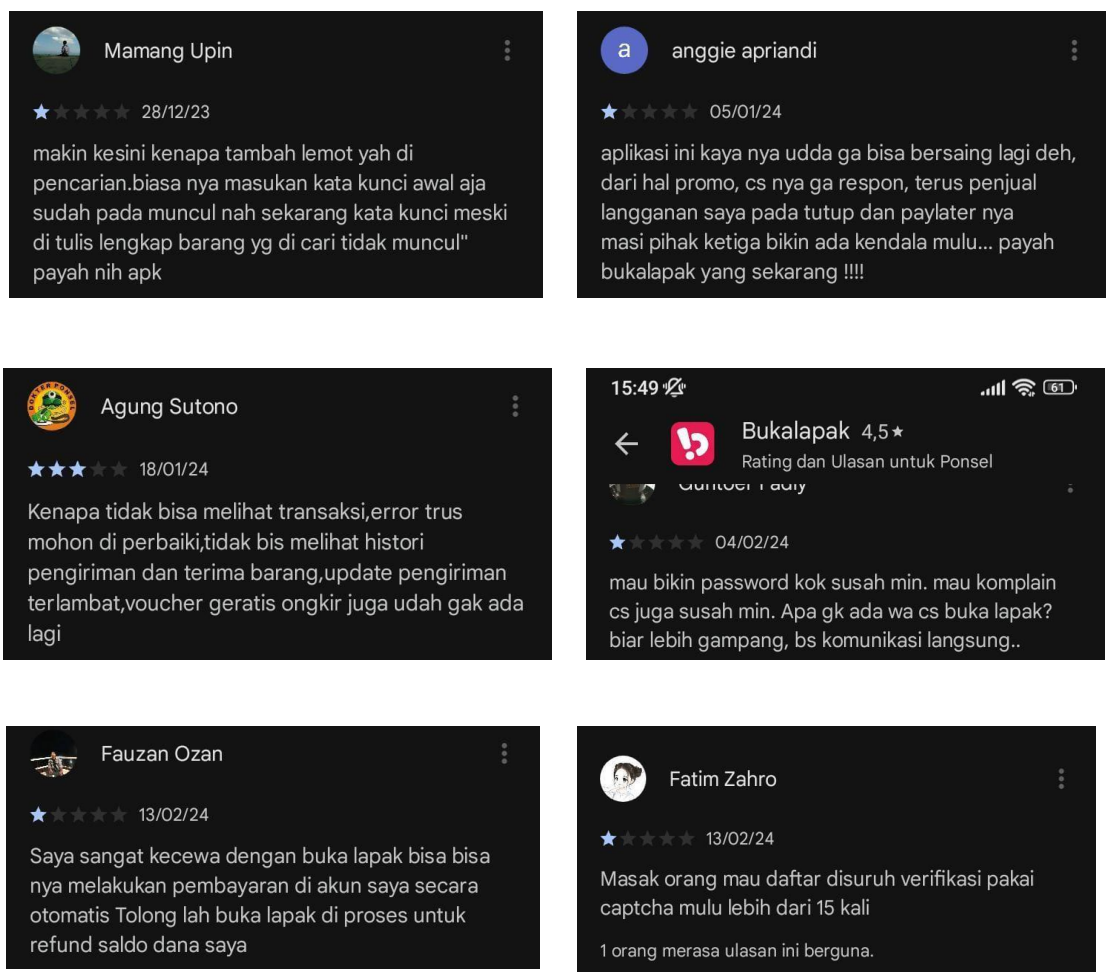 Mamang Upin
28/12/23
makin kesini kenapa tambah lemot yah di
pencarian.biasa nya masukan kata kunci awal aja
sudah pada muncul nah sekarang kata kunci meski
di tulis lengkap barang yg di cari tidak muncul"
payah nih apk
a
anggie apriandi
05/01/24
aplikasi ini kaya nya udda ga bisa bersaing lagi deh,
dari hal promo, cs nya ga respon, terus penjual
langganan saya pada tutup dan paylater nya
masi pihak ketiga bikin ada kendala mulu... payah
bukalapak yang sekarang !!!!
Agung Sutono
18/01/24
Kenapa tidak bisa melihat transaksi,error trus
mohon di perbaiki,tidak bis melihat histori
pengiriman dan terima barang,update pengiriman
terlambat,voucher geratis ongkir juga udah gak ada
lagi
15:49
61
Bukalapak 4,5★
Rating dan Ulasan untuk Ponsel
04/02/24
mau bikin password kok susah min. mau komplain
cs juga susah min. Apa gk ada wa cs buka lapak?
biar lebih gampang, bs komunikasi langsung..
Fauzan Ozan
13/02/24
Saya sangat kecewa dengan buka lapak bisa bisa
nya melakukan pembayaran di akun saya secara
otomatis Tolong lah buka lapak di proses untuk
refund saldo dana saya
Fatim Zahro
13/02/24
Masak orang mau daftar disuruh verifikasi pakai
captcha mulu lebih dari 15 kali
1 orang merasa ulasan ini berguna.